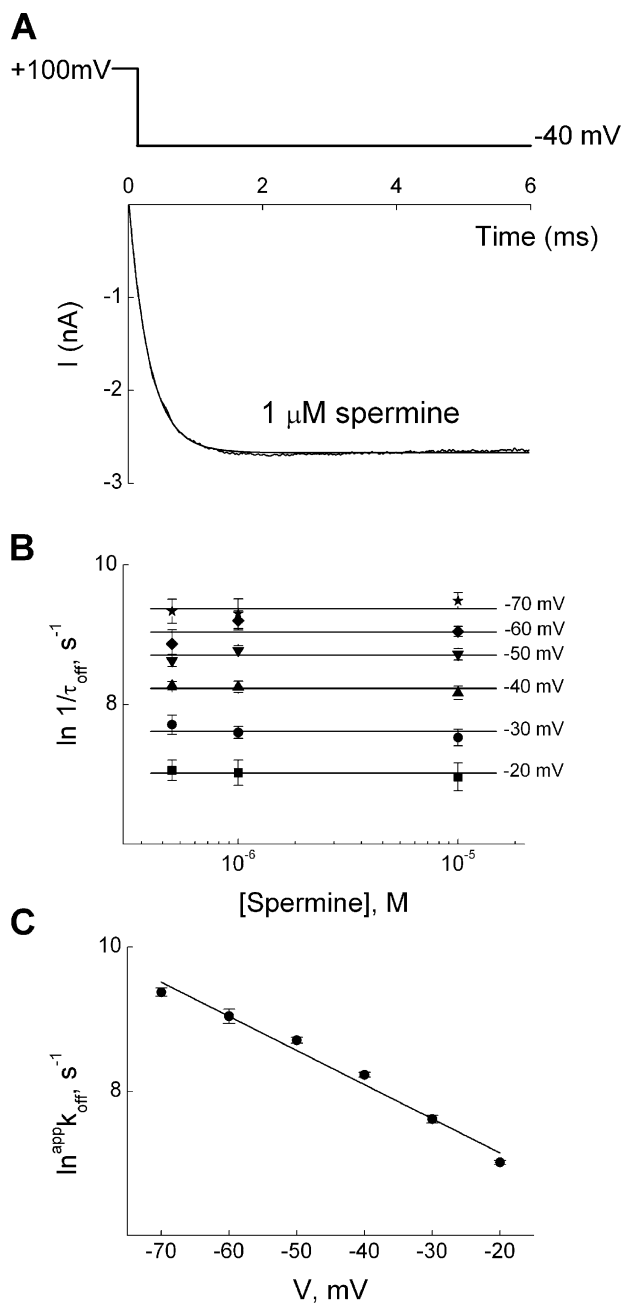 A
+100mV
-40 mV
0 2 4 6
Time (ms)
-1
-2
-3
I (nA)
1 μM spermine
B
10
8
ln 1/τoff, s-1
-70 mV
-60 mV
-50 mV
-40 mV
-30 mV
-20 mV
10-6 10-5
[Spermine], M
C
10
8
lnappkoff, s-1
-70 -60 -50 -40 -30 -20
V, mV